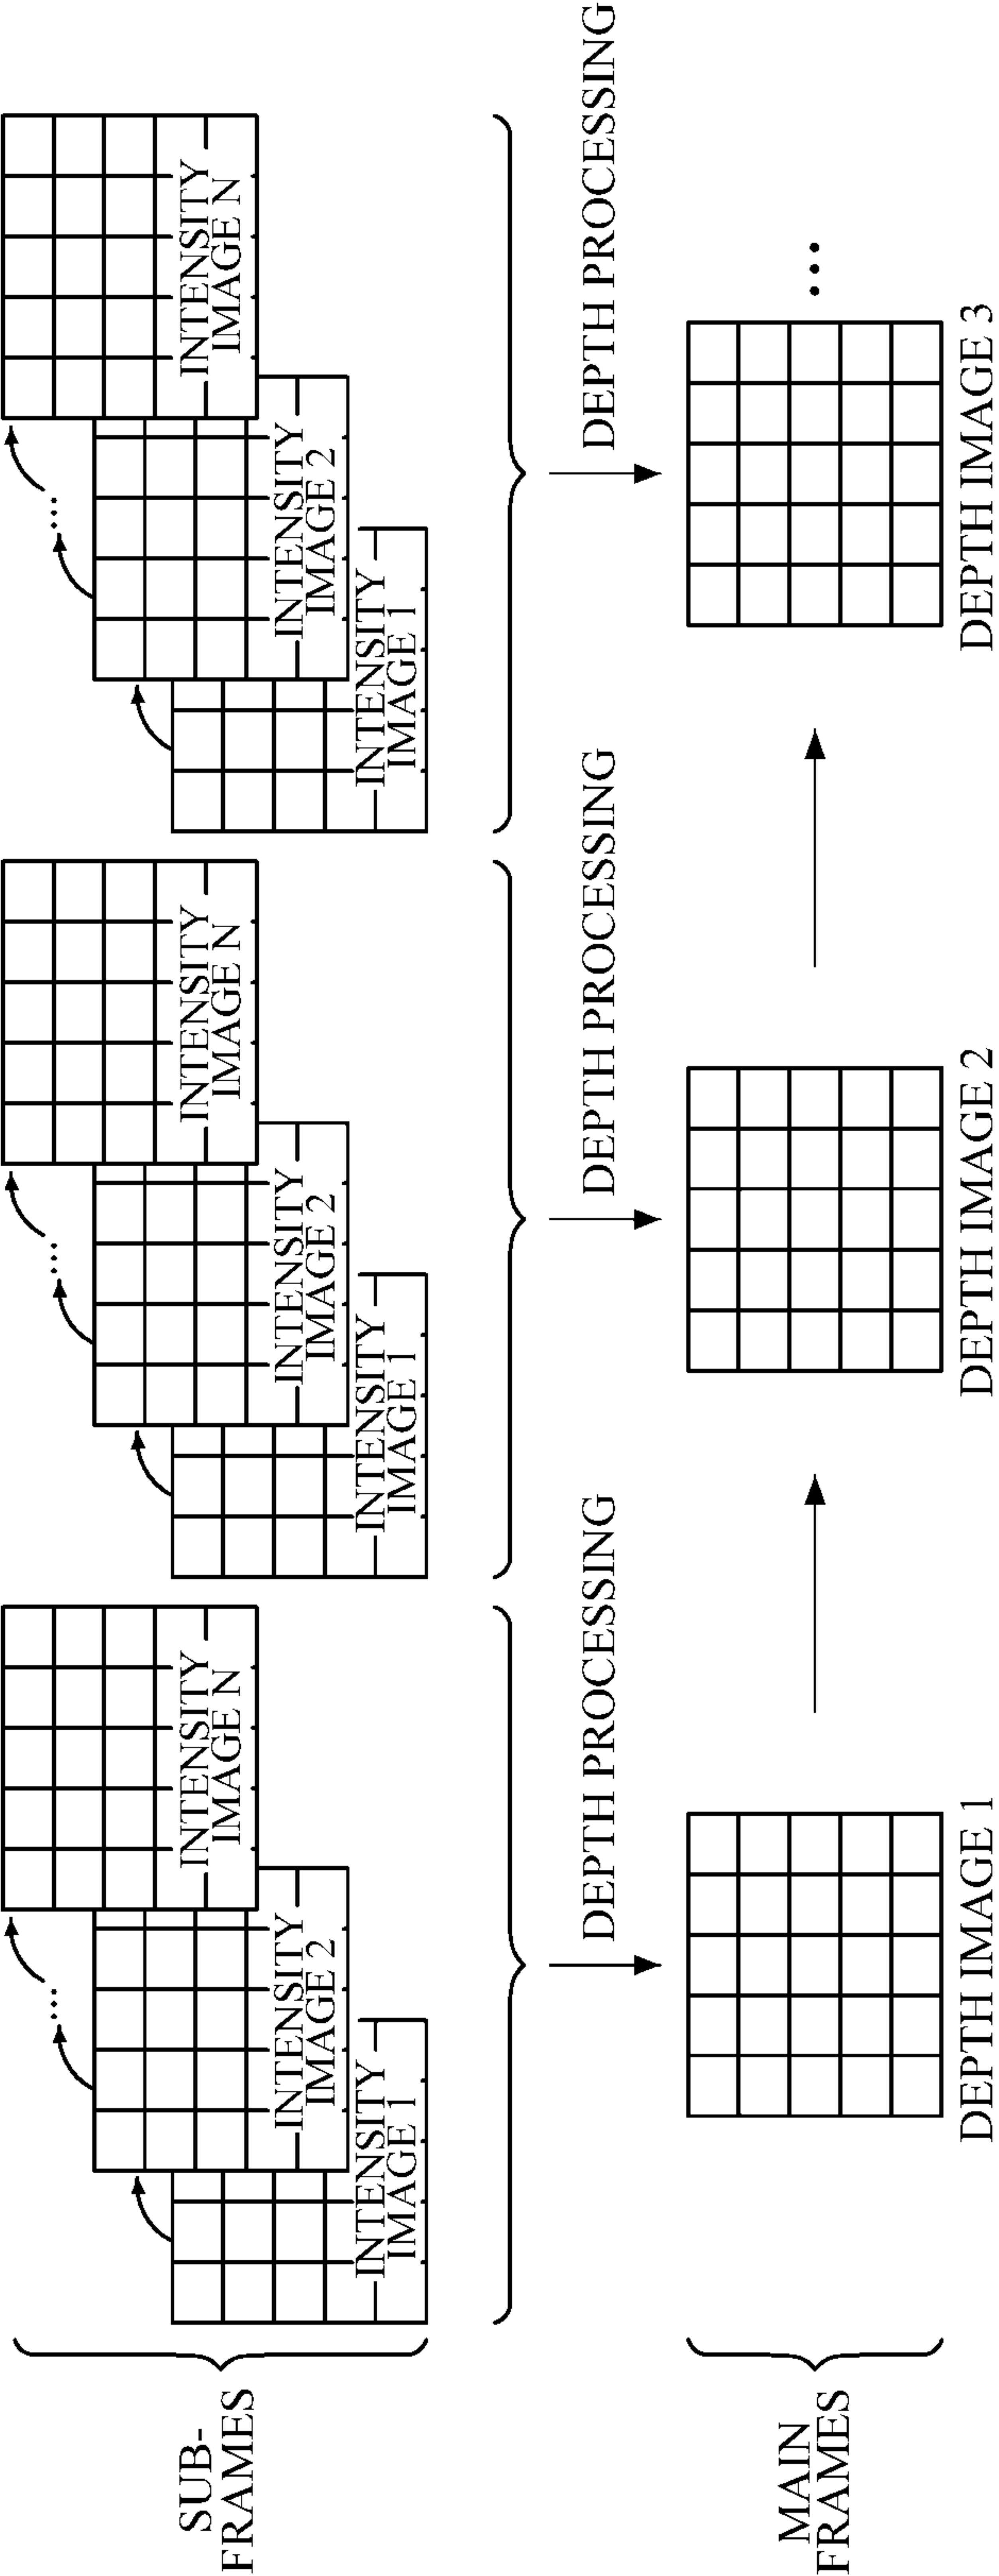 SUB-
FRAMES
INTENSITY
IMAGE 1
INTENSITY
IMAGE 2
...
INTENSITY
IMAGE N
INTENSITY
IMAGE 1
INTENSITY
IMAGE 2
...
INTENSITY
IMAGE N
INTENSITY
IMAGE 1
INTENSITY
IMAGE 2
...
INTENSITY
IMAGE N
DEPTH PROCESSING
DEPTH PROCESSING
DEPTH PROCESSING
MAIN
FRAMES
...
DEPTH IMAGE 1
DEPTH IMAGE 2
DEPTH IMAGE 3